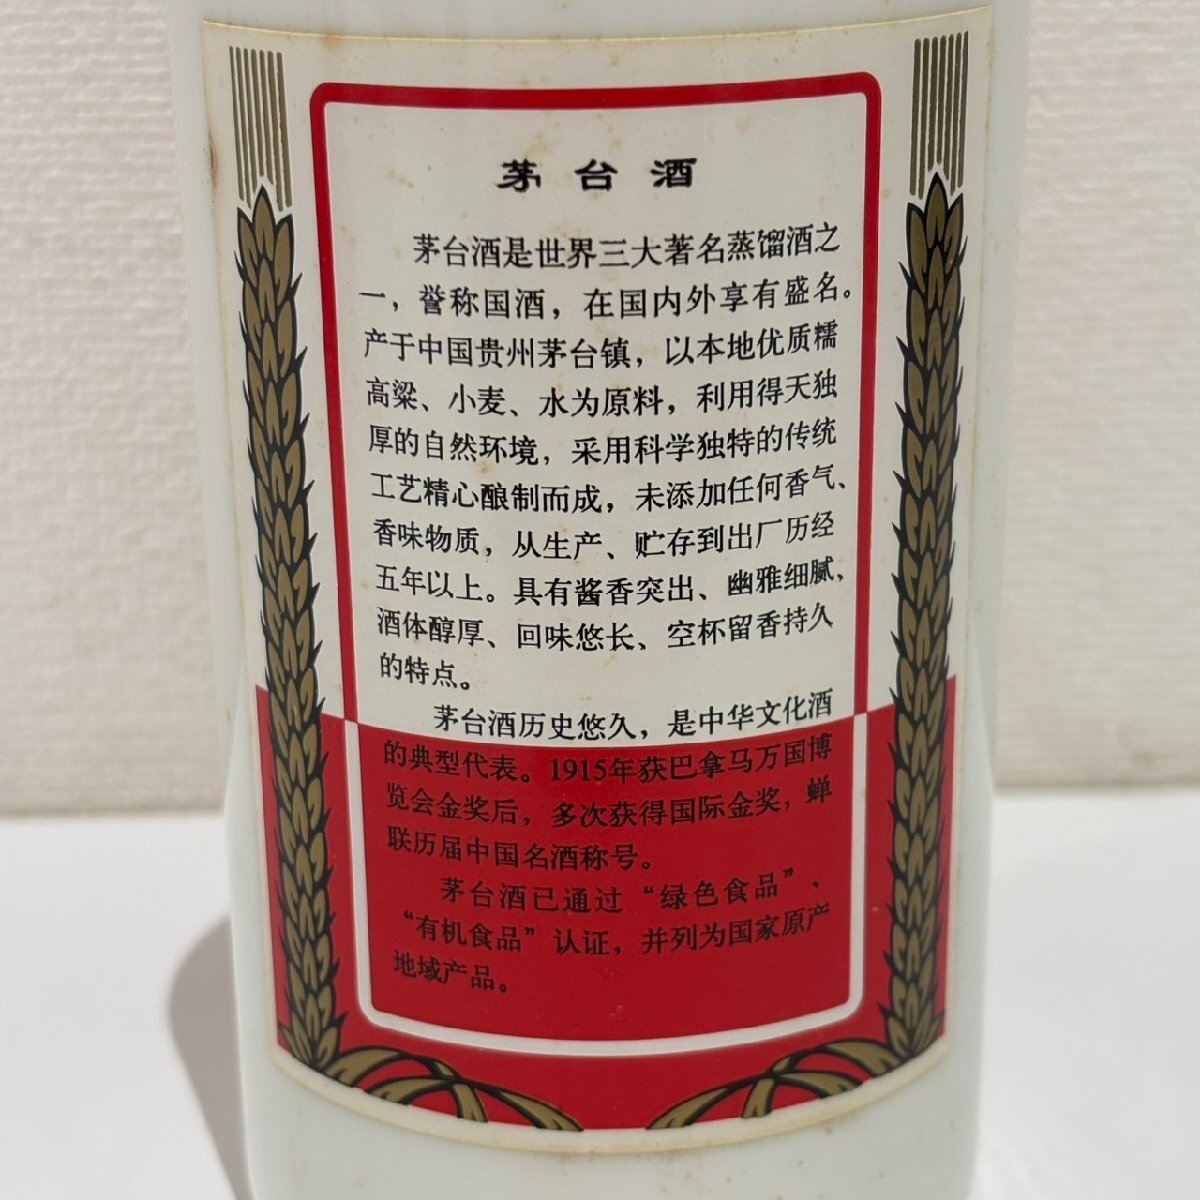 茅台酒
茅台酒是世界三大著名蒸馏酒之
一，誉称国酒，在国内外享有盛名。
产于中国贵州茅台镇，以本地优质糯
高粱、小麦、水为原料，利用得天独
厚的自然环境，采用科学独特的传统
工艺精心酿制而成，未添加任何香气、
香味物质，从生产、贮存到出厂历经
五年以上。具有酱香突出、幽雅细腻，
酒体醇厚、回味悠长、空杯留香持久
的特点。
茅台酒历史悠久，是中华文化酒
的典型代表。1915年获巴拿马万国博
览会金奖后，多次获得国际金奖，蝉
联历届中国名酒称号。
茅台酒已通过“绿色食品”、
“有机食品”认证，并列为国家原产
地域产品。